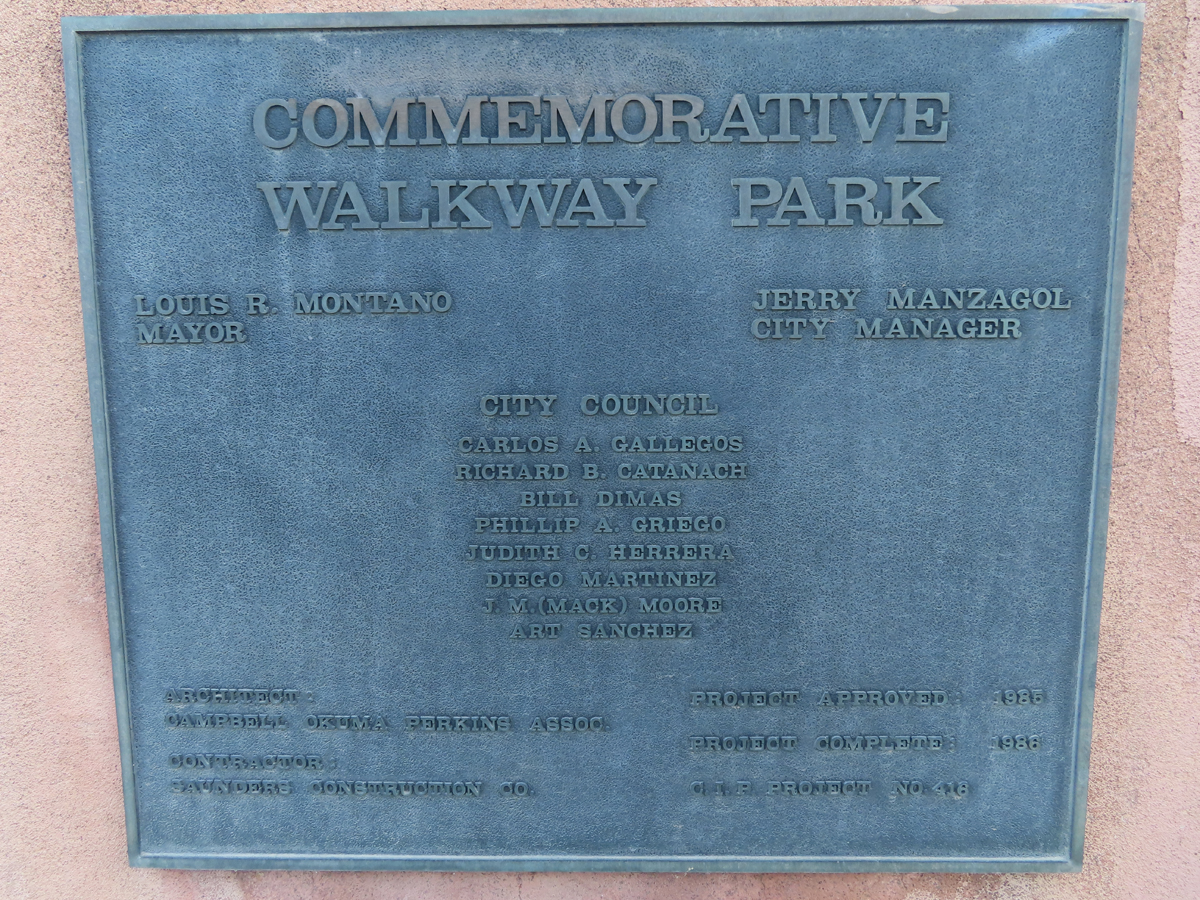 COMMEMORATIVE
WALKWAY PARK
LOUIS R. MONTANO
MAYOR
JERRY MANZAGOL
CITY MANAGER
CITY COUNCIL
CARLOS A. GALLEGOS
RICHARD B. CATANACH
BILL DIMAS
PHILLIP A. GRIEGO
JUDITH C. HERRERA
DIEGO MARTINEZ
J. M. (MACK) MOORE
ART SANCHEZ
ARCHITECT:
CAMPBELL OKUMA PERKINS ASSOC.
CONTRACTOR:
SAUNDERS CONSTRUCTION CO.
PROJECT APPROVED: 1985
PROJECT COMPLETE: 1986
C.I.P. PROJECT NO. 416